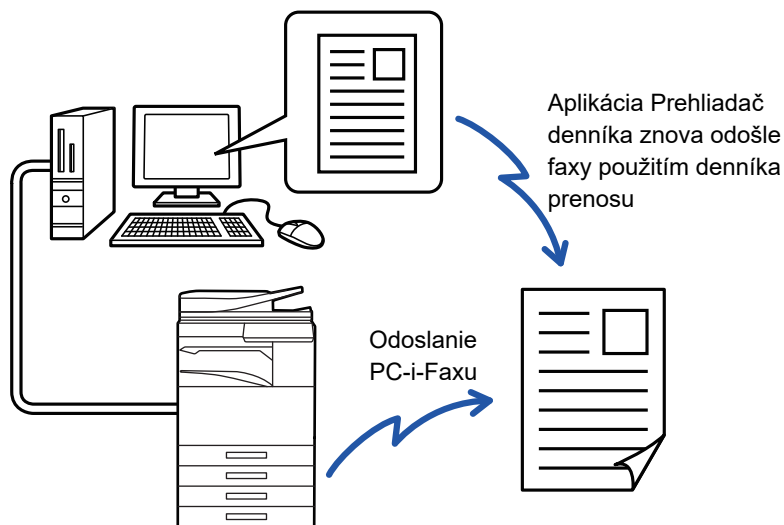 Aplikácia Prehliadač
denníka znova odošle
faxy použitím denníka
prenosu
Odoslanie
PC-i-Faxu